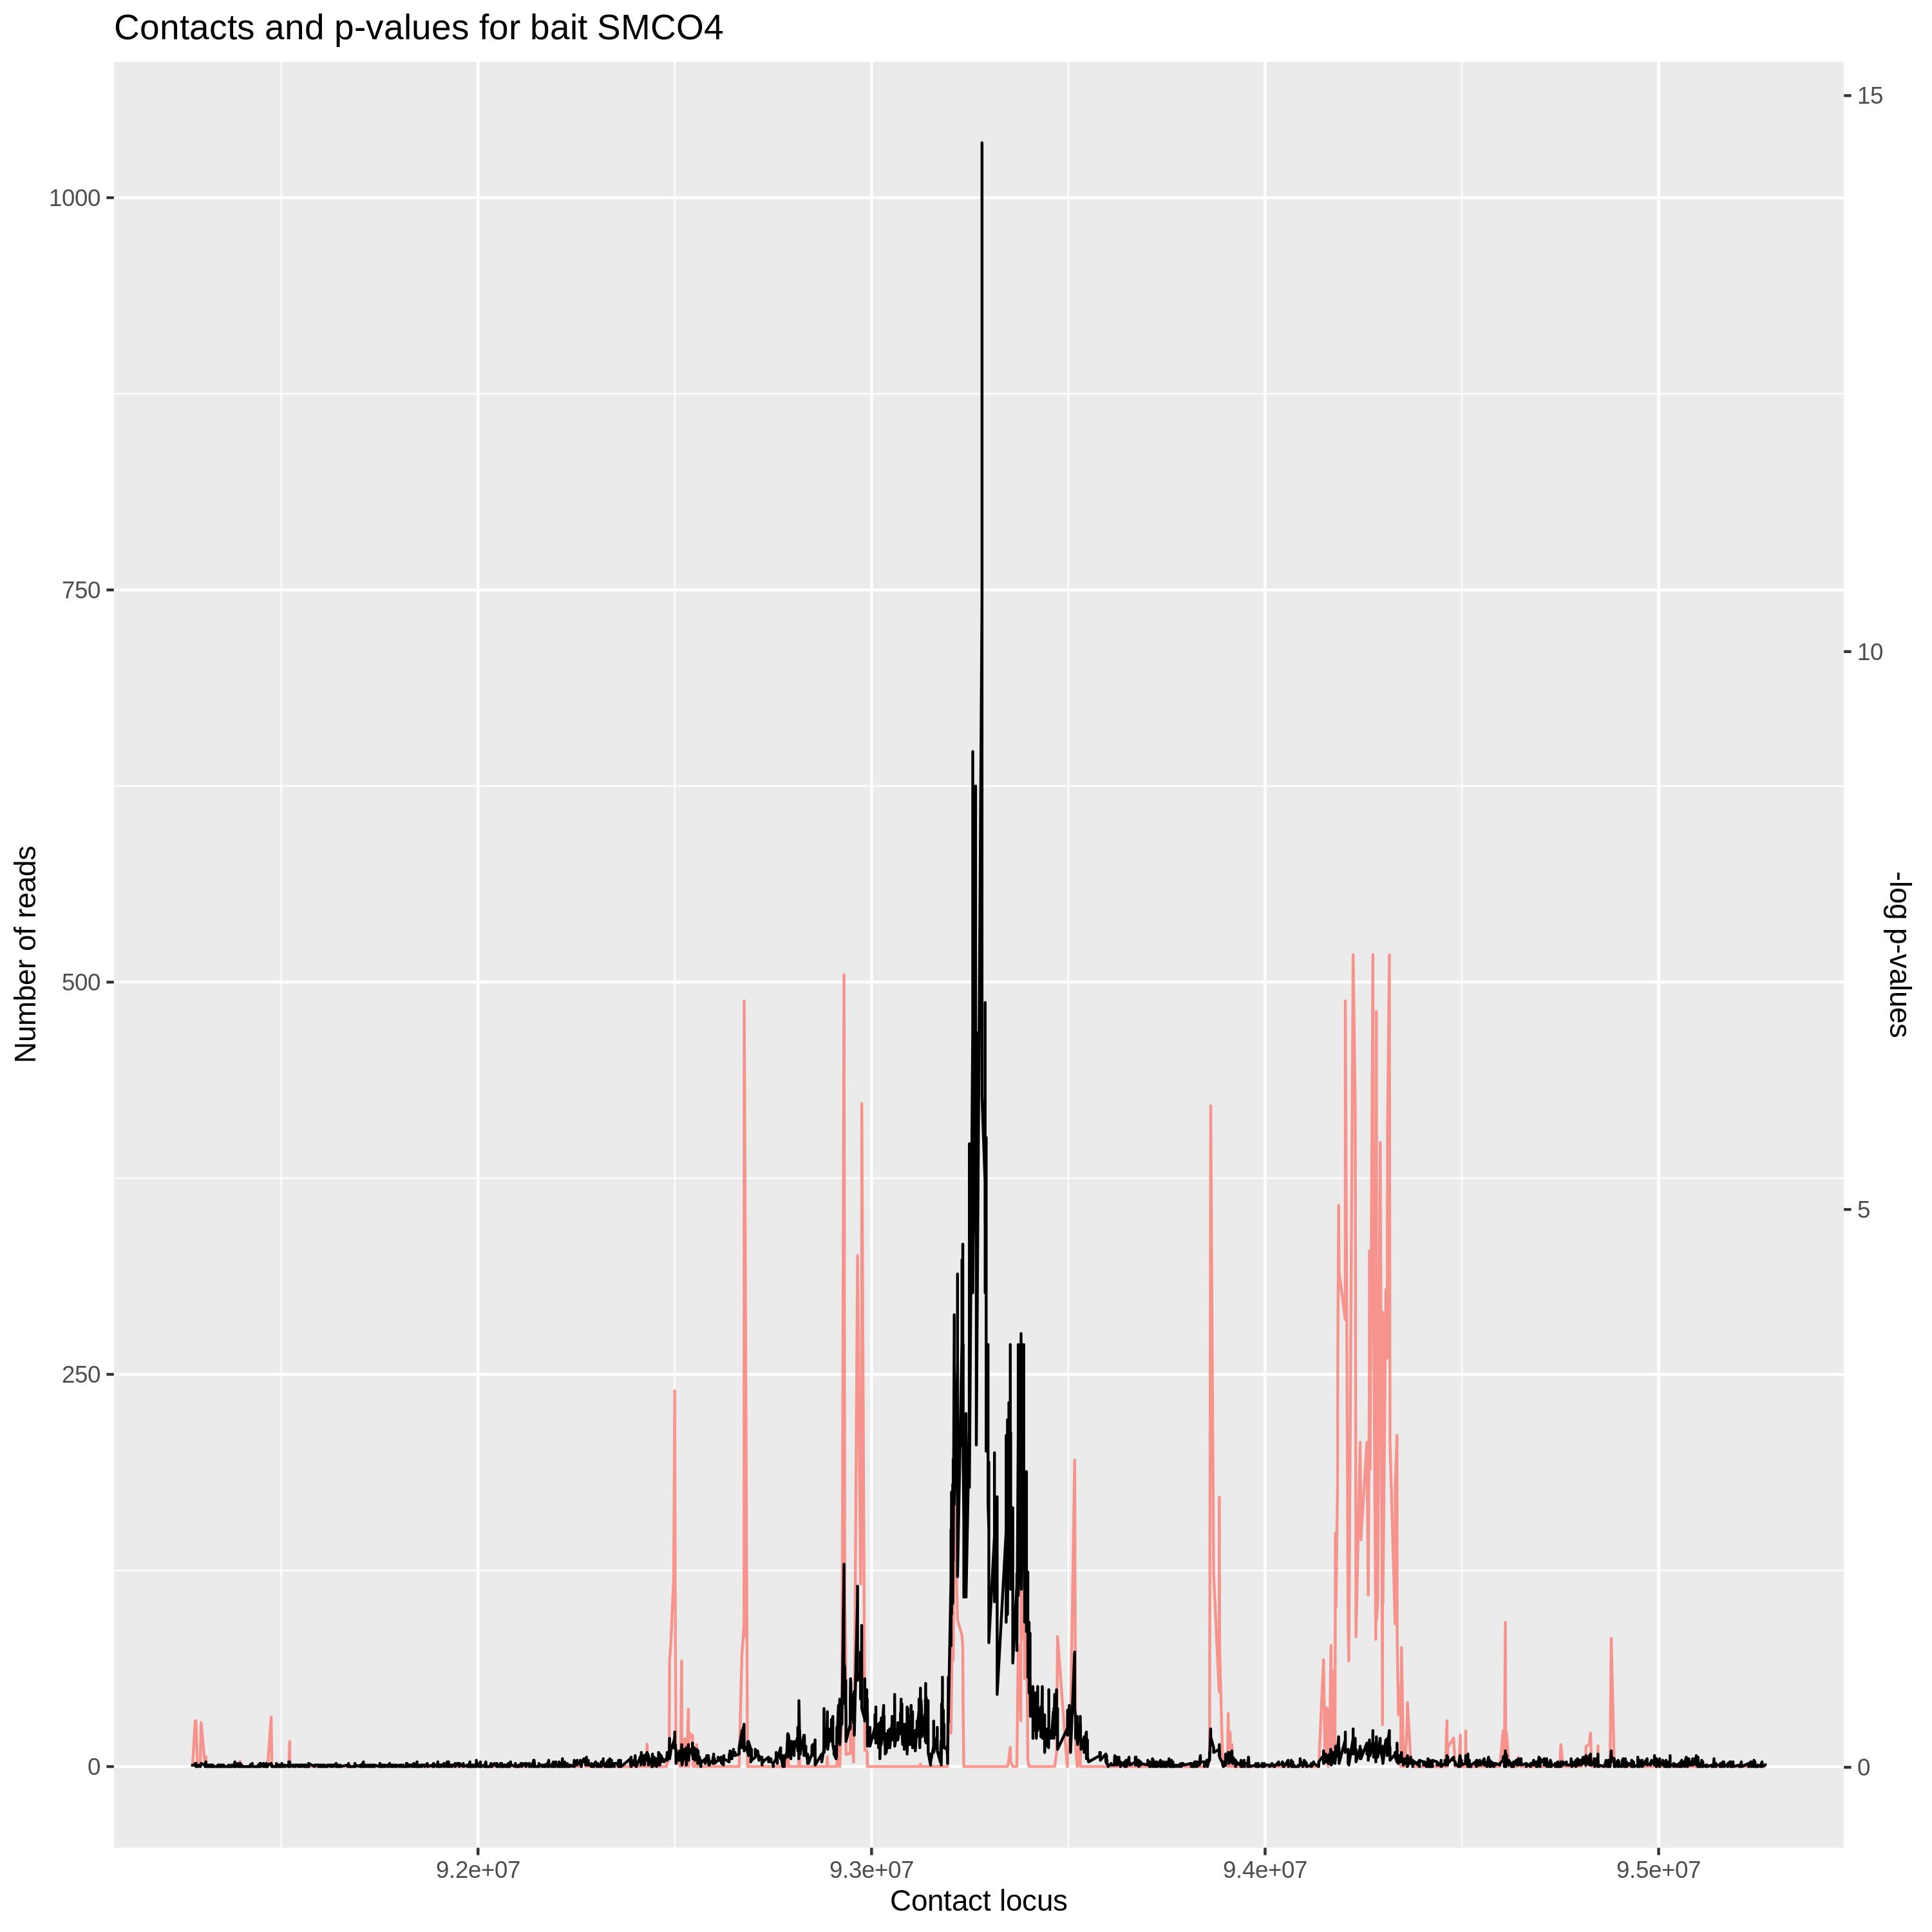 Contacts and p-values for bait SMCO4
1000
750
500
250
0
Number of reads
15
10
5
0
-log p-values
9.2e+07
9.3e+07
9.4e+07
9.5e+07
Contact locus